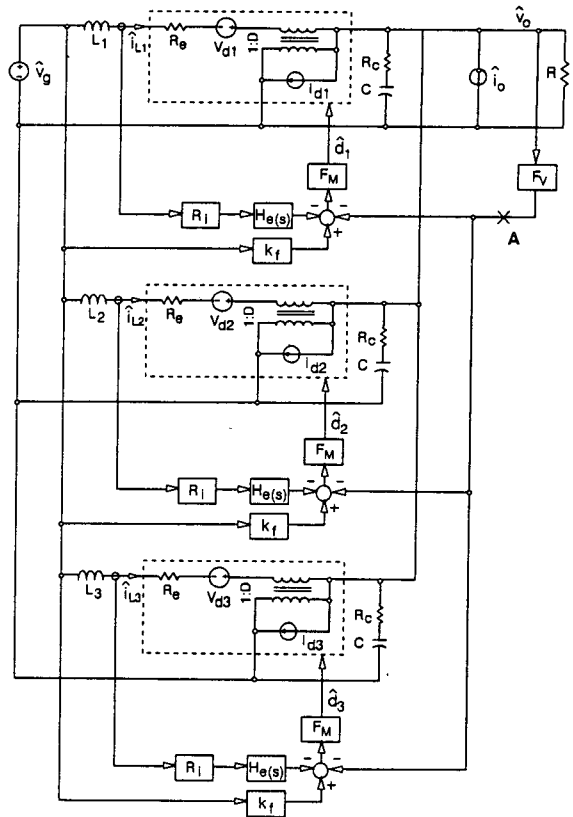 L1 îL1 Re Vd1 1:D id1 v̂g Rc C îo v̂o R
d̂1
FM FV
Ri He(s) − − A
kf +
L2 îL2 Re Vd2 1:D id2 Rc C
d̂2
FM
Ri He(s) − −
kf +
L3 îL3 Re Vd3 1:D id3 Rc C
d̂3
FM
Ri He(s) − −
kf +